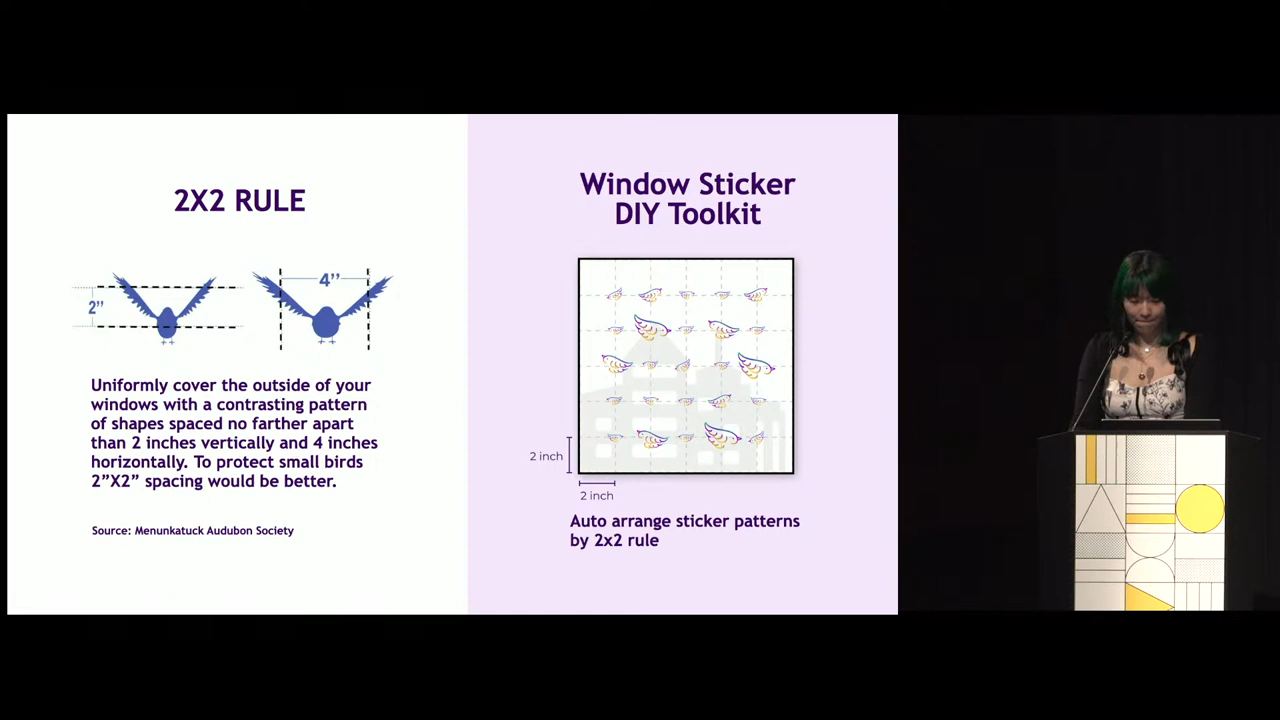 2X2 RULE
2”
4”
Uniformly cover the outside of your
windows with a contrasting pattern
of shapes spaced no farther apart
than 2 inches vertically and 4 inches
horizontally. To protect small birds
2”X2” spacing would be better.
Source: Menunkatuck Audubon Society
Window Sticker
DIY Toolkit
2 inch
2 inch
Auto arrange sticker patterns
by 2x2 rule